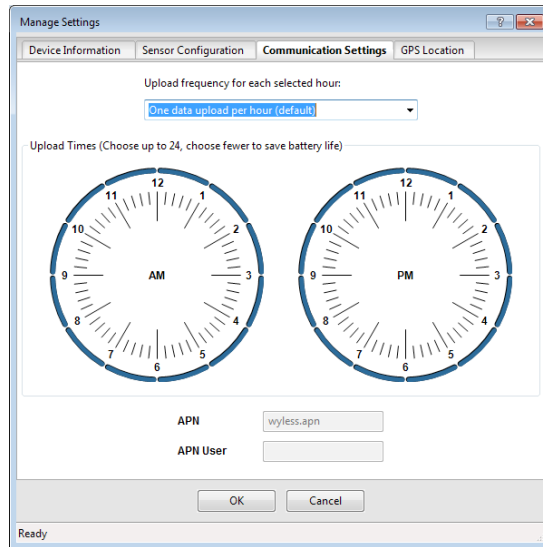 Manage Settings
?
Device Information Sensor Configuration Communication Settings GPS Location
Upload frequency for each selected hour:
One data upload per hour (default)
Upload Times (Choose up to 24, choose fewer to save battery life)
12
1
2
3
4
5
6
7
8
9
10
11
AM
12
1
2
3
4
5
6
7
8
9
10
11
PM
APN wyless.apn
APN User
OK Cancel
Ready